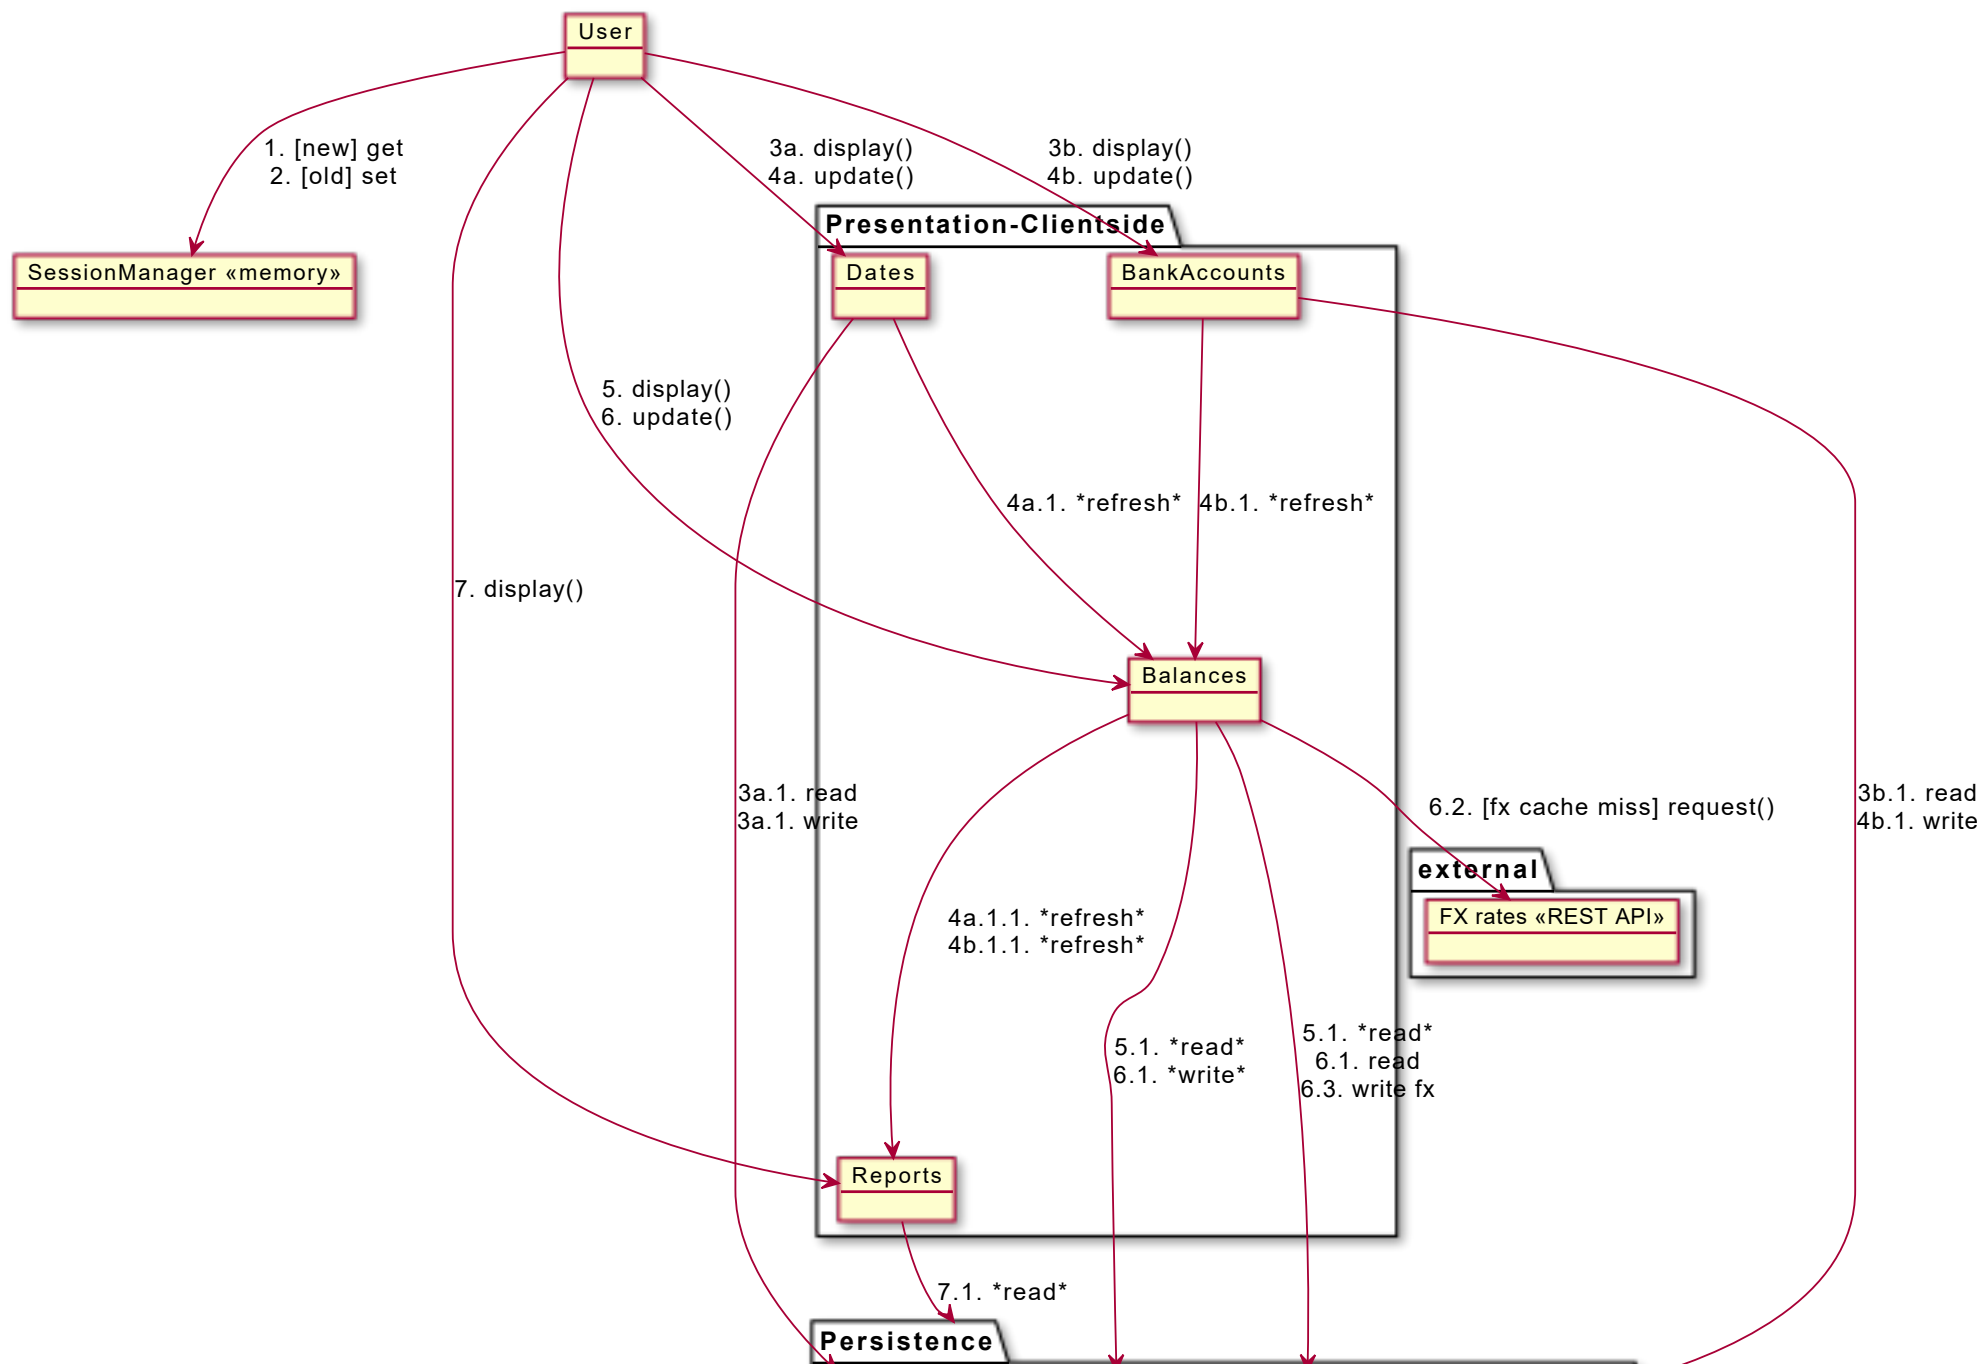 User
1. [new] get
2. [old] set
3a. display()
4a. update()
3b. display()
4b. update()
Presentation-Clientside
SessionManager «memory»
Dates
BankAccounts
5. display()
6. update()
4a.1. *refresh*
4b.1. *refresh*
7. display()
Balances
3a.1. read
3a.1. write
6.2. [fx cache miss] request()
3b.1. read
4b.1. write
external
FX rates «REST API»
4a.1.1. *refresh*
4b.1.1. *refresh*
5.1. *read*
6.1. *write*
5.1. *read*
6.1. read
6.3. write fx
Reports
7.1. *read*
Persistence